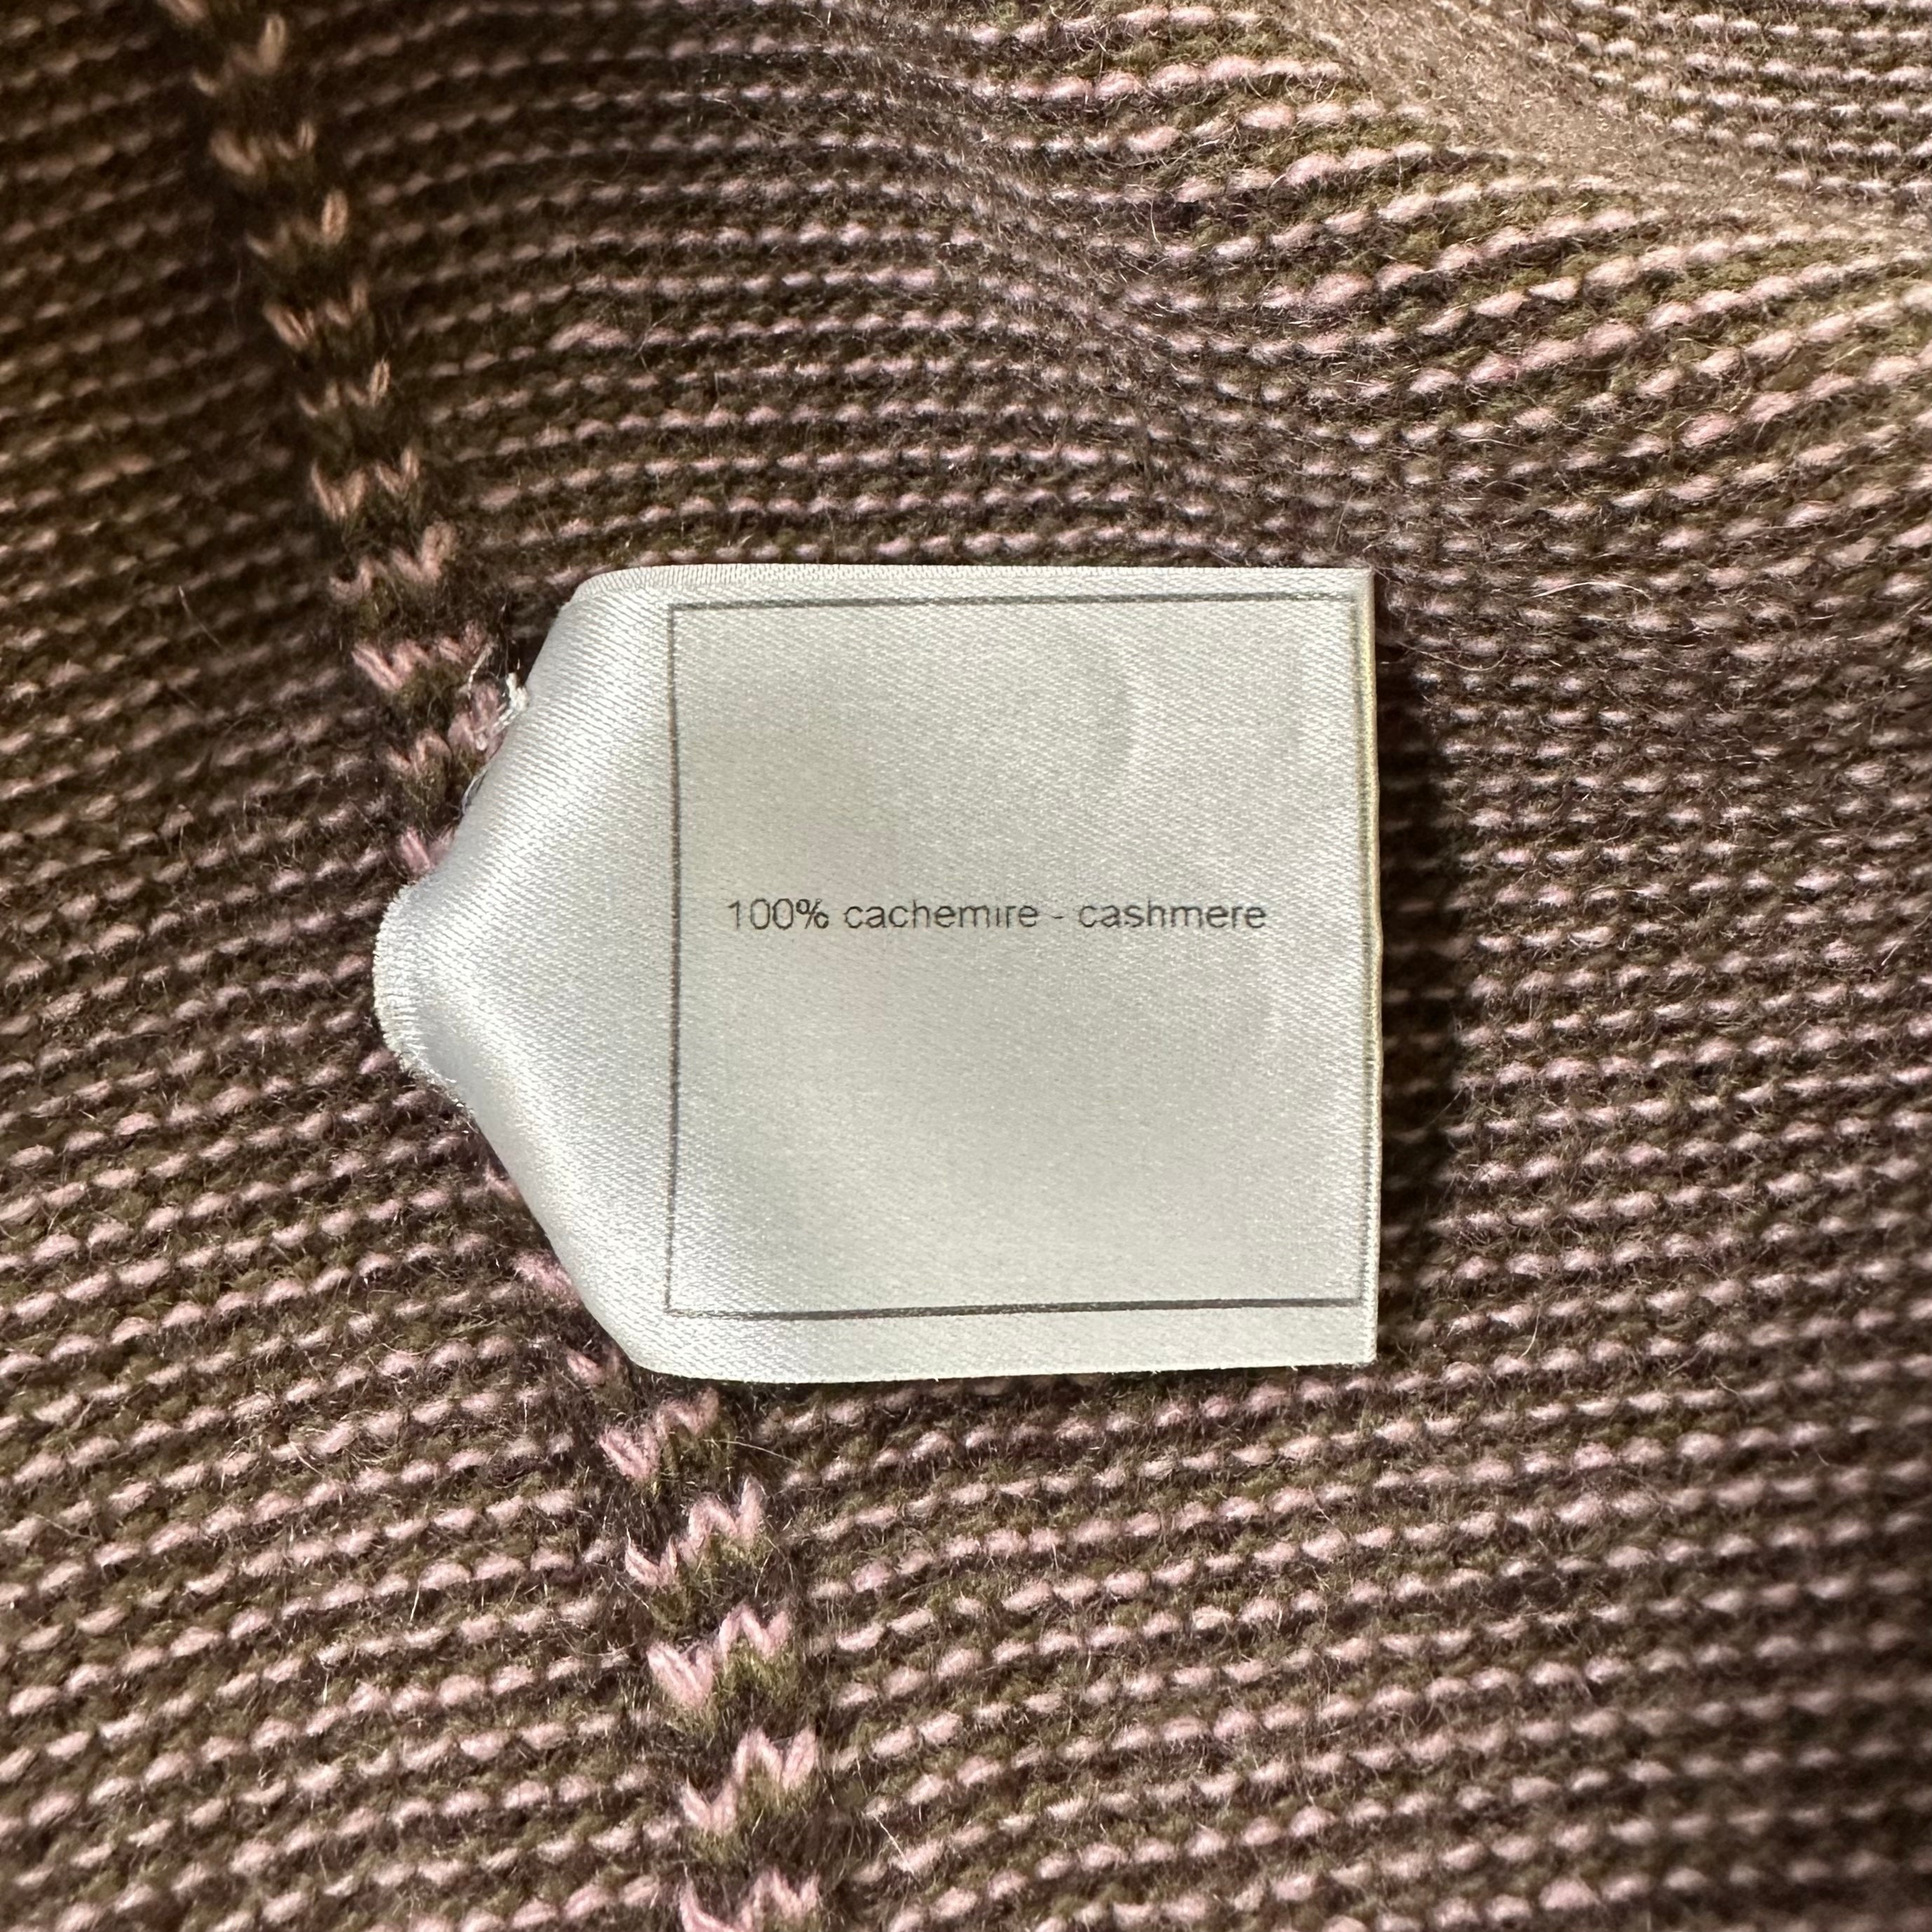 100% cachemire - cashmere